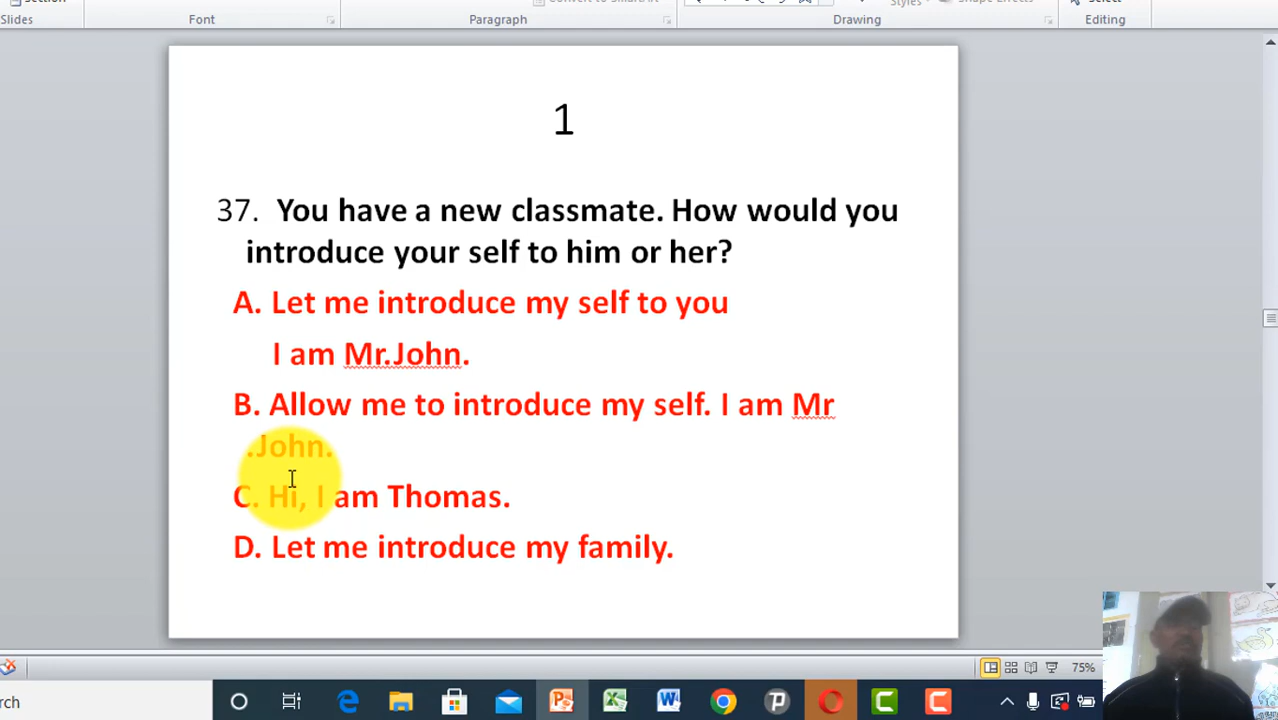 Slides
Font
Paragraph
Drawing
Editing
1
37. You have a new classmate. How would you
introduce your self to him or her?
A. Let me introduce my self to you
I am Mr.John.
B. Allow me to introduce my self. I am Mr
.John.
C. Hi, I am Thomas.
D. Let me introduce my family.
75%
rch